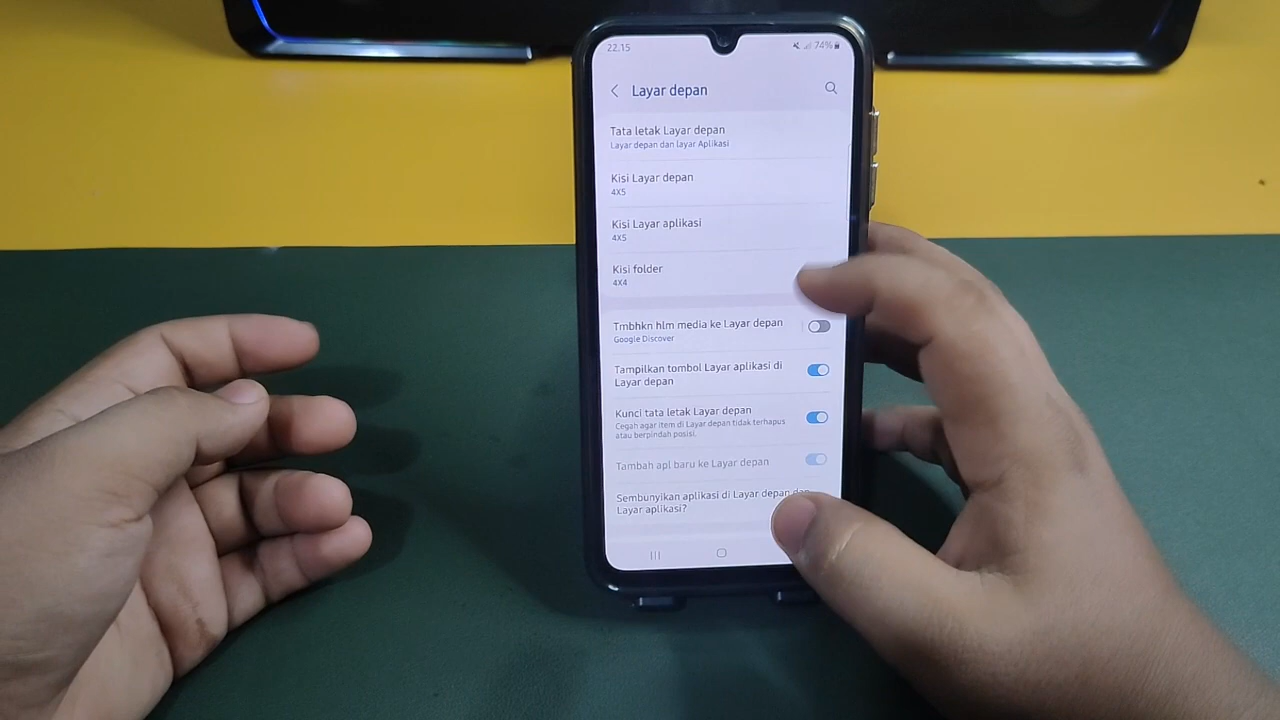 22.15
74%
Layar depan
Tata letak Layar depan
Layar depan dan layar Aplikasi
Kisi Layar depan
4X5
Kisi Layar aplikasi
4X5
Kisi folder
4X4
Tmbhkn hlm media ke Layar depan
Google Discover
Tampilkan tombol Layar aplikasi di
Layar depan
Kunci tata letak Layar depan
Cegah agar item di Layar depan tidak terhapus
atau berpindah posisi.
Tambah apl baru ke Layar depan
Sembunyikan aplikasi di Layar depan dan
Layar aplikasi?